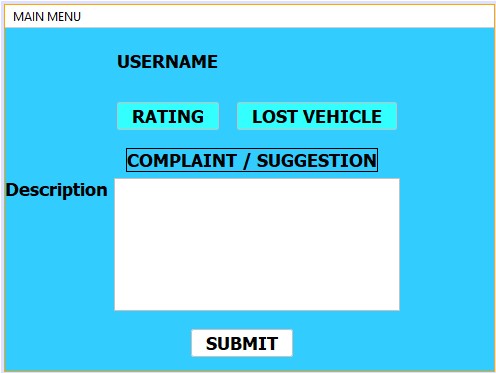 MAIN MENU
USERNAME
RATING LOST VEHICLE
COMPLAINT / SUGGESTION
Description
SUBMIT